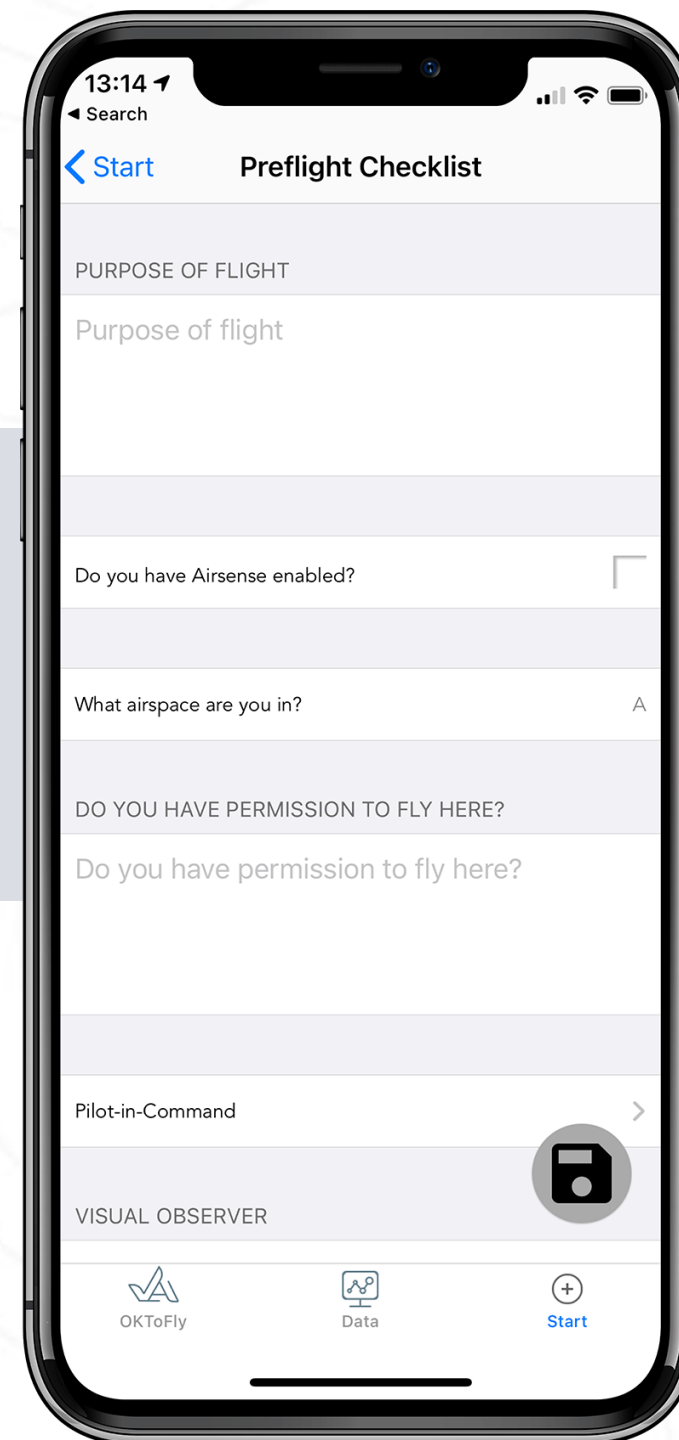 13:14
Search
Start
Preflight Checklist
PURPOSE OF FLIGHT
Purpose of flight
Do you have Airsense enabled?
What airspace are you in?
A
DO YOU HAVE PERMISSION TO FLY HERE?
Do you have permission to fly here?
Pilot-in-Command
VISUAL OBSERVER
OKToFly
Data
Start